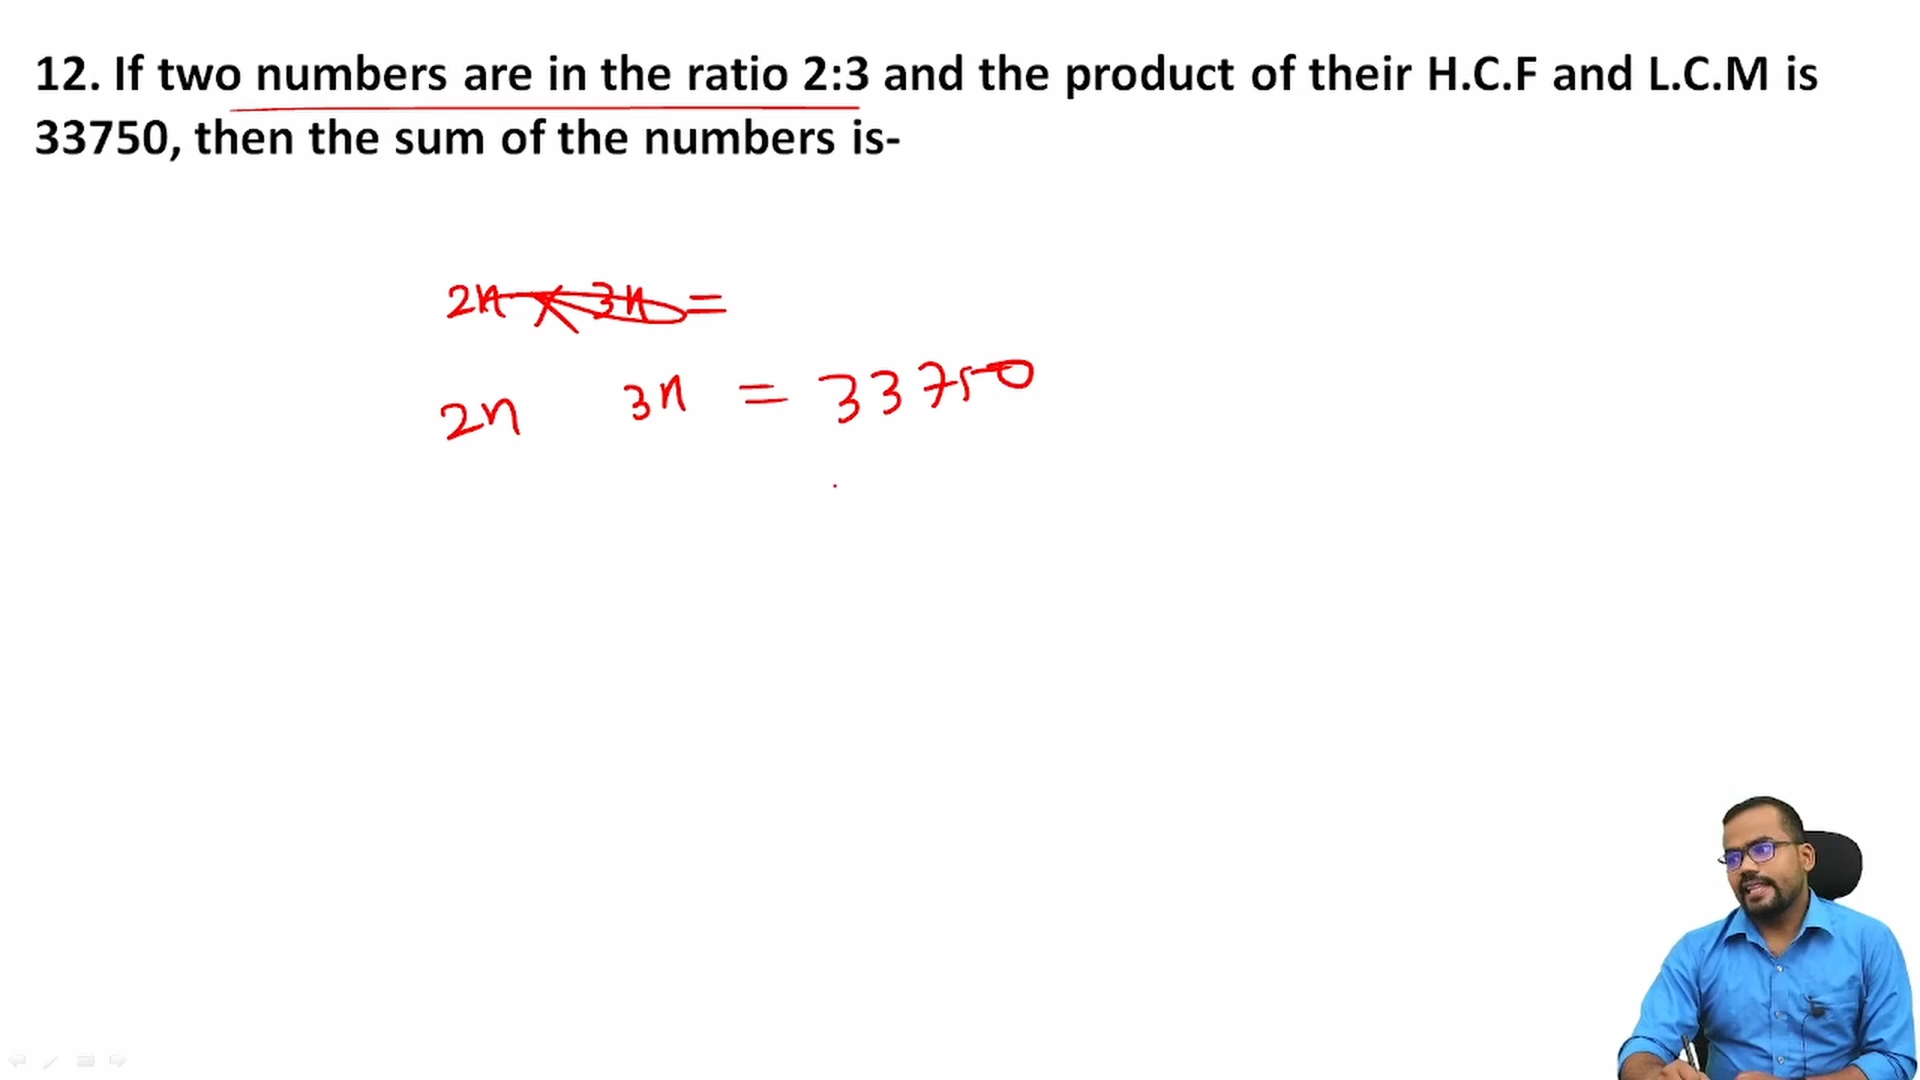 12. If two numbers are in the ratio 2:3 and the product of their H.C.F and L.C.M is
33750, then the sum of the numbers is-
2n × 3n =
2n 3n = 33750